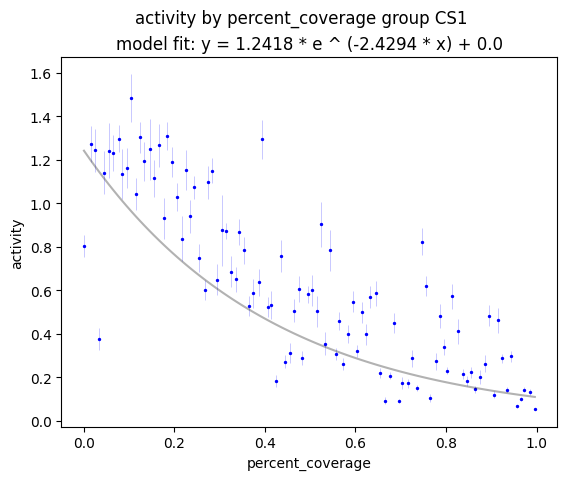 activity by percent_coverage group CS1
model fit: y = 1.2418 * e ^ (-2.4294 * x) + 0.0
1.6
1.4
1.2
1.0
0.8
0.6
0.4
0.2
0.0
activity
0.0 0.2 0.4 0.6 0.8 1.0
percent_coverage